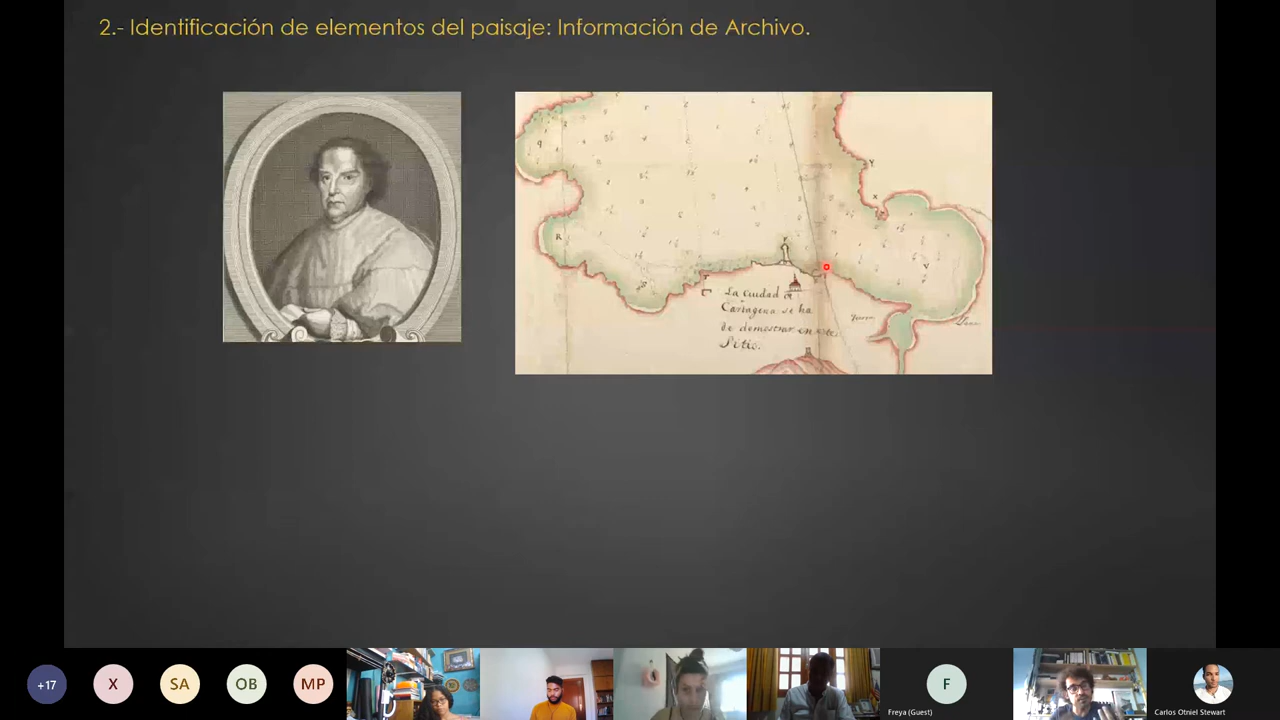 2.- Identificación de elementos del paisaje: Información de Archivo.
q
Y
x
R
V
La Ciudad de
Cartagena se ha
de demostrar en este
Sitio.
+17
X
SA
OB
MP
F
Freya (Guest)
Carlos Otniel Stewart